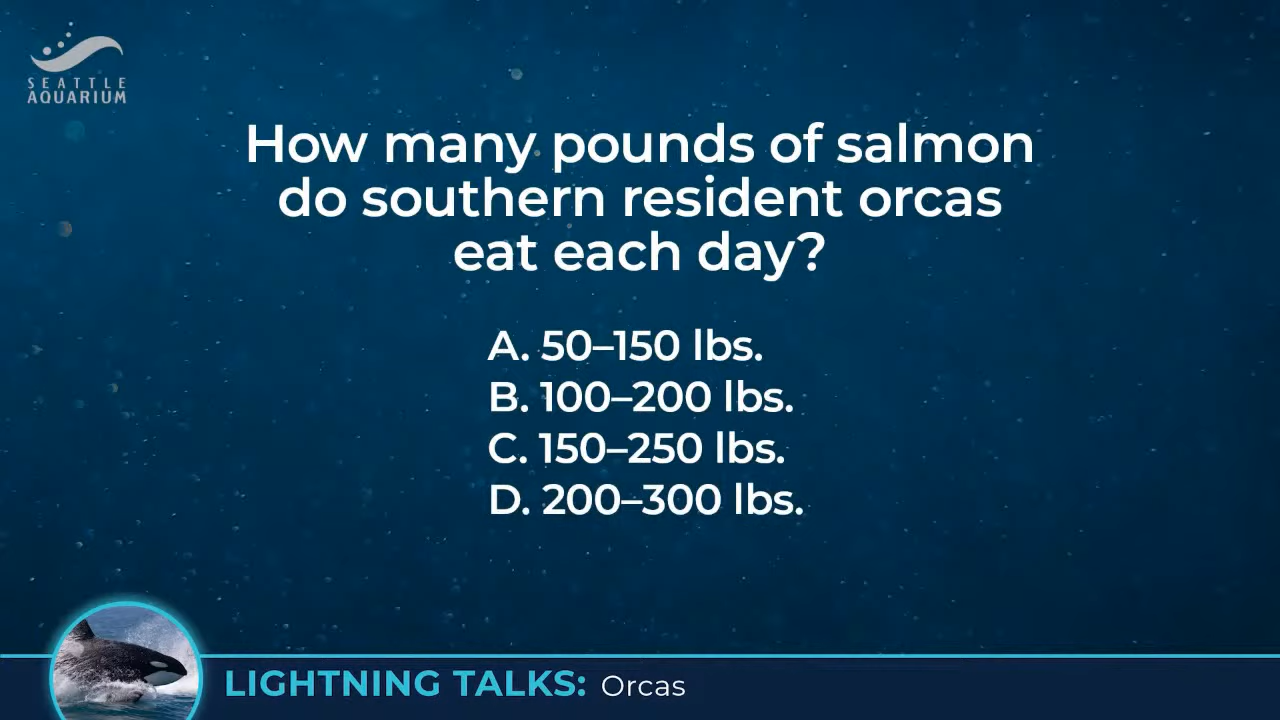 SEATTLE
AQUARIUM
How many pounds of salmon
do southern resident orcas
eat each day?
A. 50–150 lbs.
B. 100–200 lbs.
C. 150–250 lbs.
D. 200–300 lbs.
LIGHTNING TALKS: Orcas